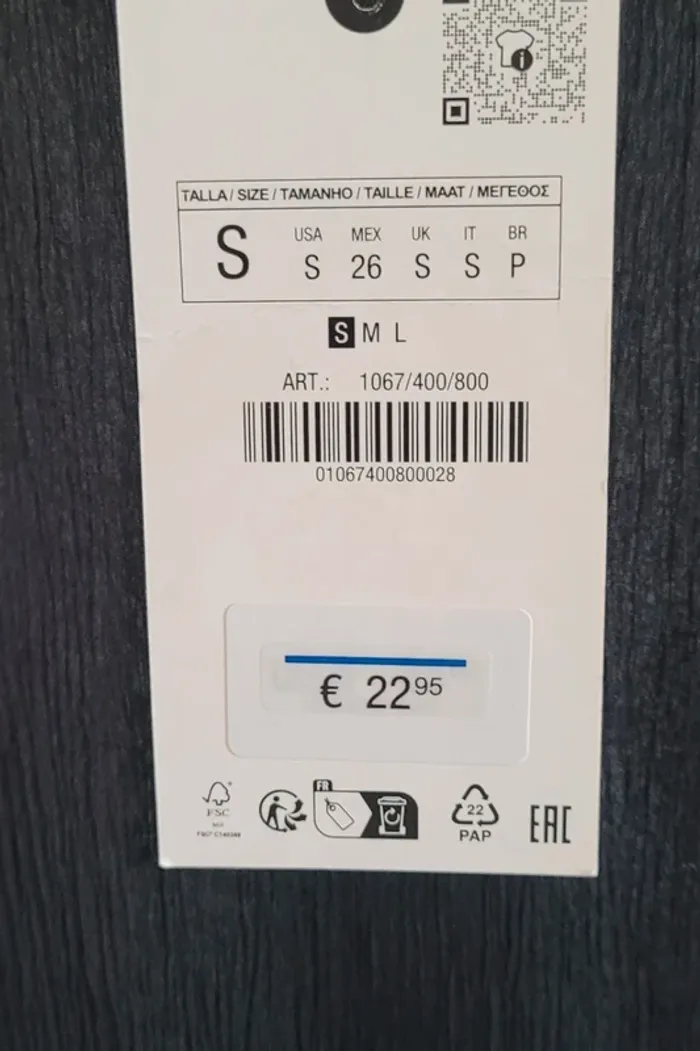 TALLA / SIZE / TAMANHO / TAILLE / MAAT / ΜΕΓΕΘΟΣ
S
USA MEX UK IT BR
S 26 S S P
S M L
ART.: 1067/400/800
01067400800028
€ 22 95
FR
FSC
22
PAP
EAC